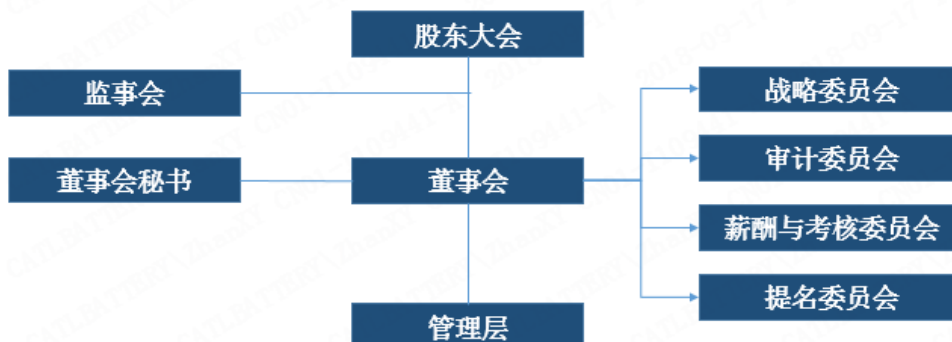 股东大会
监事会
战略委员会
审计委员会
董事会秘书
董事会
薪酬与考核委员会
提名委员会
管理层